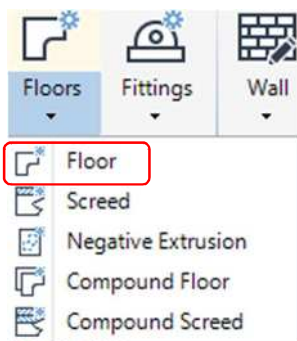 Floors Fittings Wall
Floor
Screed
Negative Extrusion
Compound Floor
Compound Screed